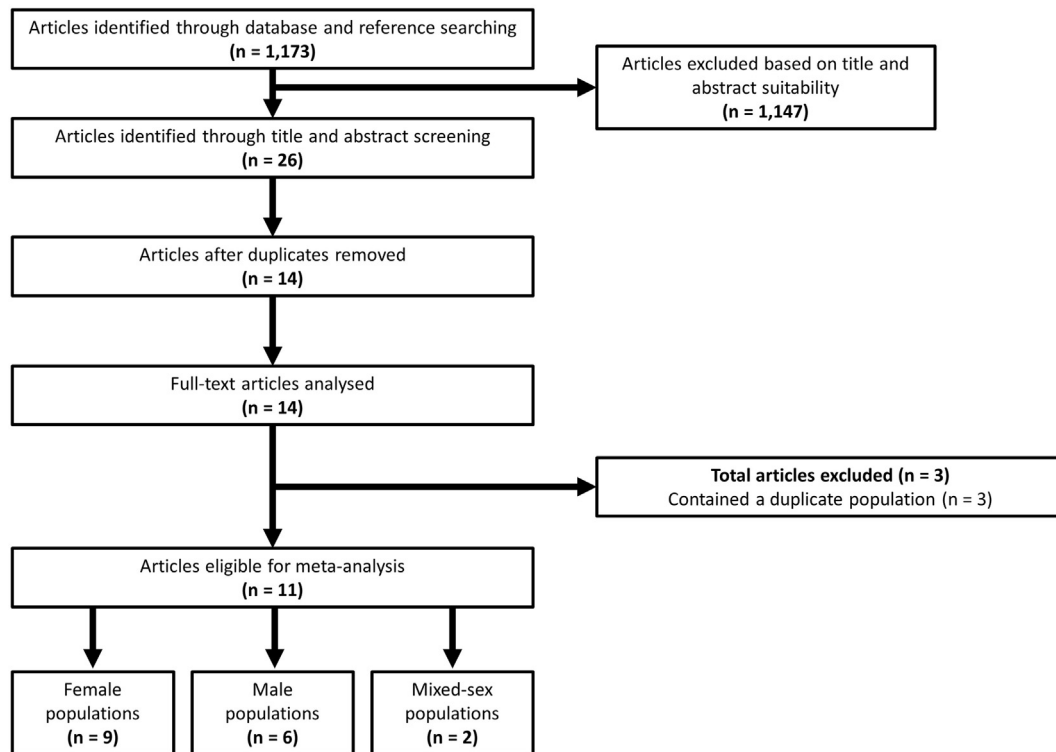 Articles identified through database and reference searching
(n = 1,173)
Articles excluded based on title and
abstract suitability
(n = 1,147)
Articles identified through title and abstract screening
(n = 26)
Articles after duplicates removed
(n = 14)
Full-text articles analysed
(n = 14)
Total articles excluded (n = 3)
Contained a duplicate population (n = 3)
Articles eligible for meta-analysis
(n = 11)
Female
populations
(n = 9)
Male
populations
(n = 6)
Mixed-sex
populations
(n = 2)